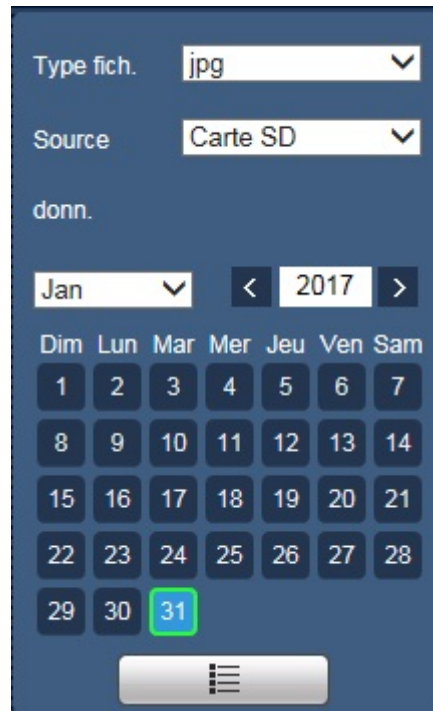 Type fich. jpg
Source Carte SD
donn.
Jan < 2017 >
Dim Lun Mar Mer Jeu Ven Sam
1 2 3 4 5 6 7
8 9 10 11 12 13 14
15 16 17 18 19 20 21
22 23 24 25 26 27 28
29 30 31